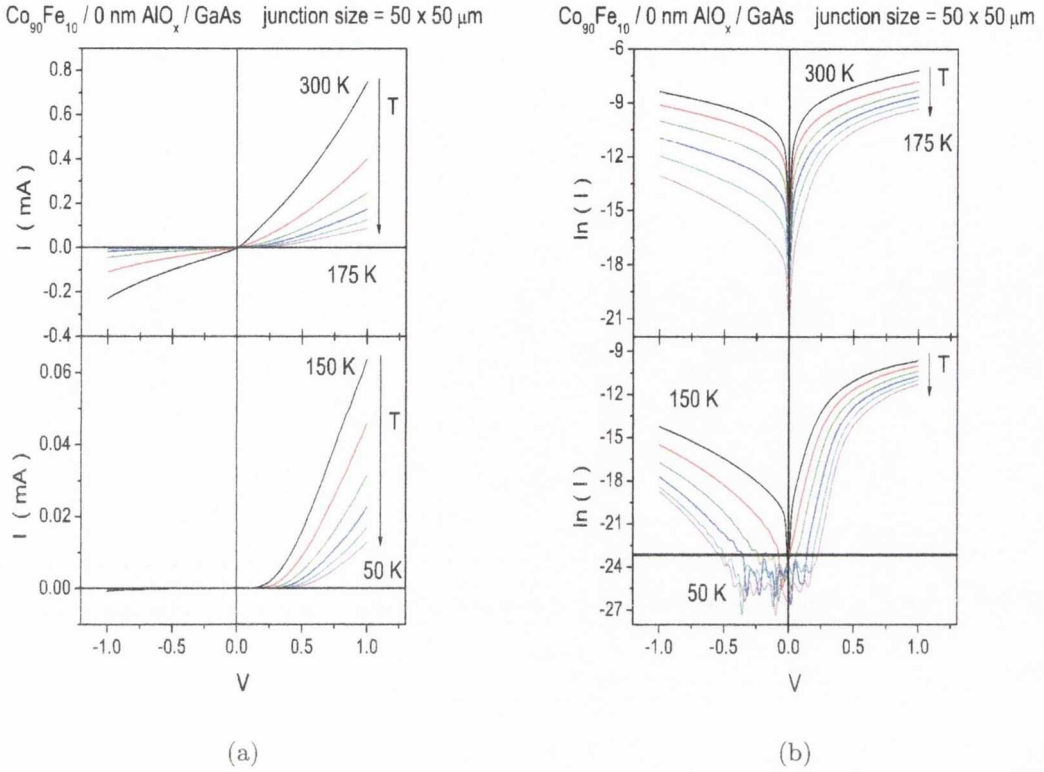 Co90Fe10 / 0 nm AlOx / GaAs junction size = 50 x 50 μm
0.8
0.6
0.4
0.2
0.0
-0.2
-0.4
I ( mA )
300 K
T
175 K
0.06
0.04
0.02
0.00
I ( mA )
150 K
T
50 K
-1.0 -0.5 0.0 0.5 1.0
V
(a)
Co90Fe10 / 0 nm AlOx / GaAs junction size = 50 x 50 μm
-6
-9
-12
-15
-18
-21
ln ( I )
300 K
T
175 K
-9
-12
-15
-18
-21
-24
-27
ln ( I )
150 K
T
50 K
-1.0 -0.5 0.0 0.5 1.0
V
(b)